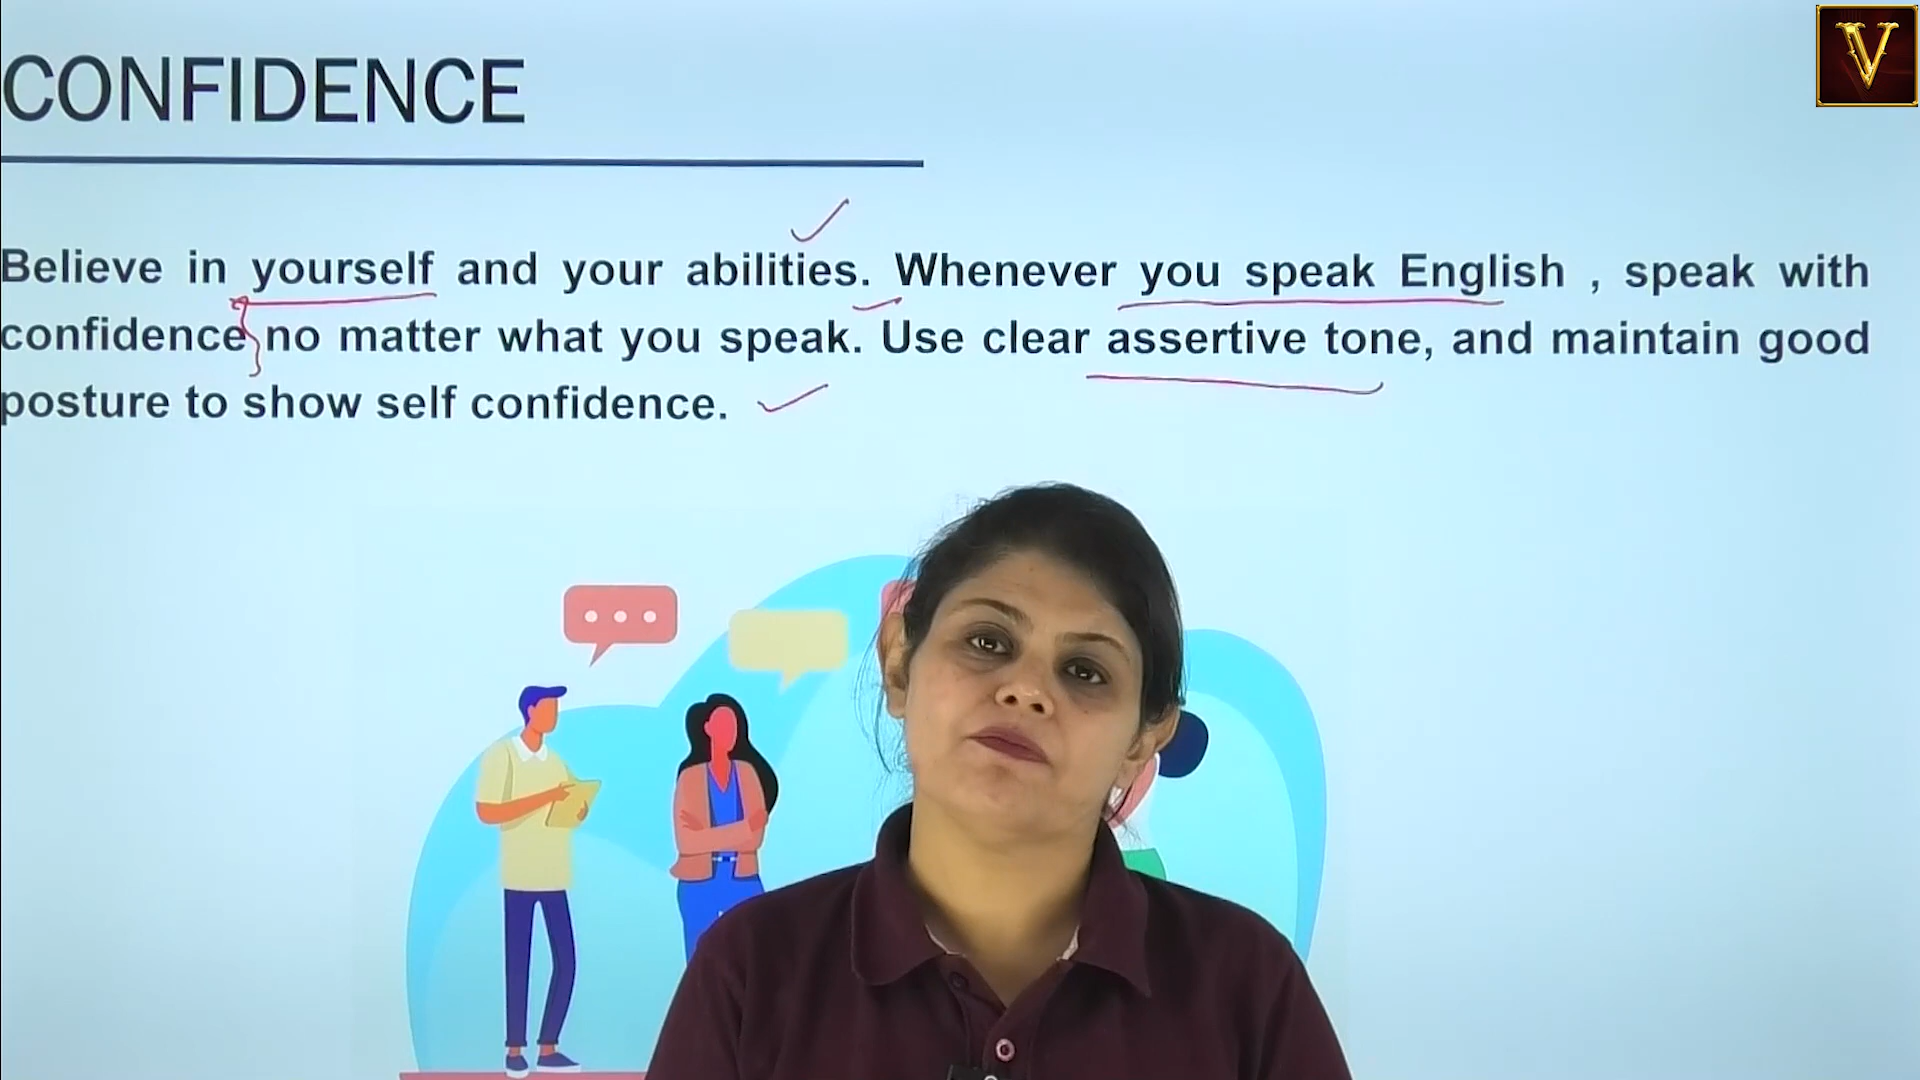 V
CONFIDENCE
Believe in yourself and your abilities. Whenever you speak English , speak with
confidence no matter what you speak. Use clear assertive tone, and maintain good
posture to show self confidence.